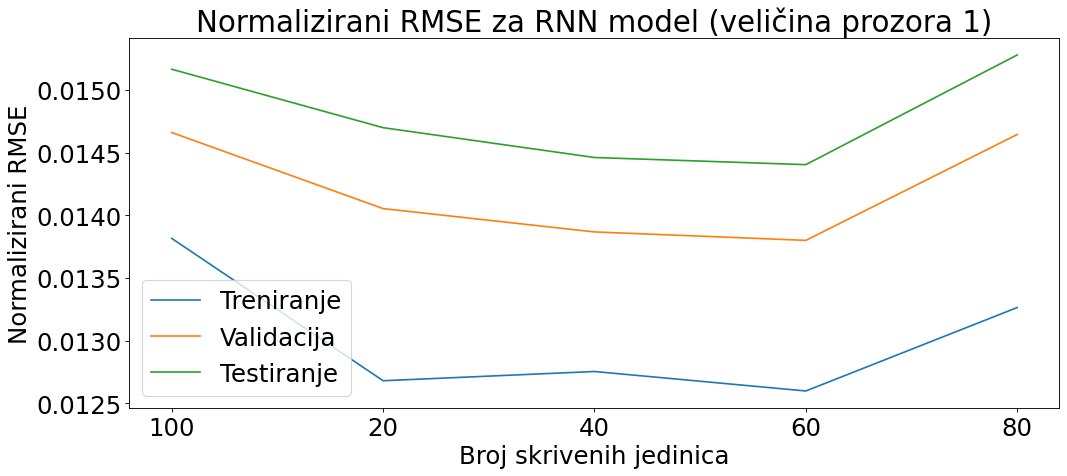 Normalizirani RMSE za RNN model (veličina prozora 1)
Normalizirani RMSE
0.0150
0.0145
0.0140
0.0135
0.0130
0.0125
Treniranje
Validacija
Testiranje
100 20 40 60 80
Broj skrivenih jedinica